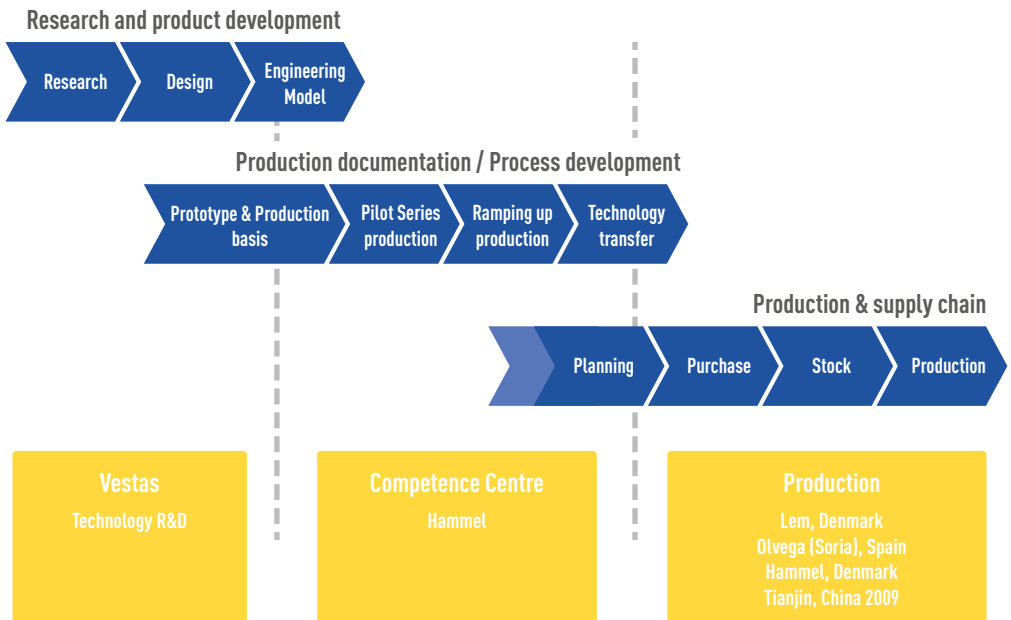 Research and product development
Research
Design
Engineering
Model
Production documentation / Process development
Prototype & Production
basis
Pilot Series
production
Ramping up
production
Technology
transfer
Production & supply chain
Planning
Purchase
Stock
Production
Vestas
Technology R&D
Competence Centre
Hammel
Production
Lem, Denmark
Olvega (Soria), Spain
Hammel, Denmark
Tianjin, China 2009